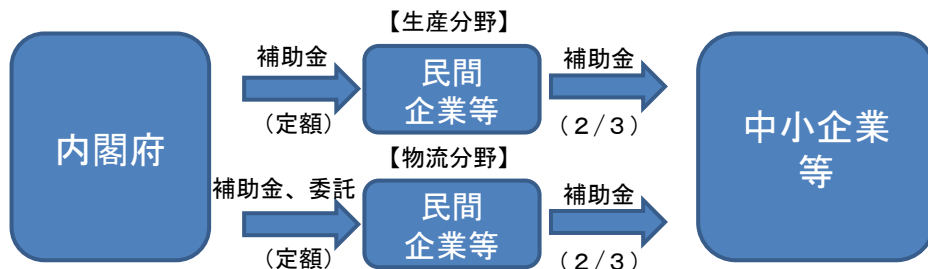 【生産分野】
内閣府
補助金
(定額)
民間
企業等
補助金
(2/3)
中小企業
等
【物流分野】
補助金、委託
(定額)
民間
企業等
補助金
(2/3)